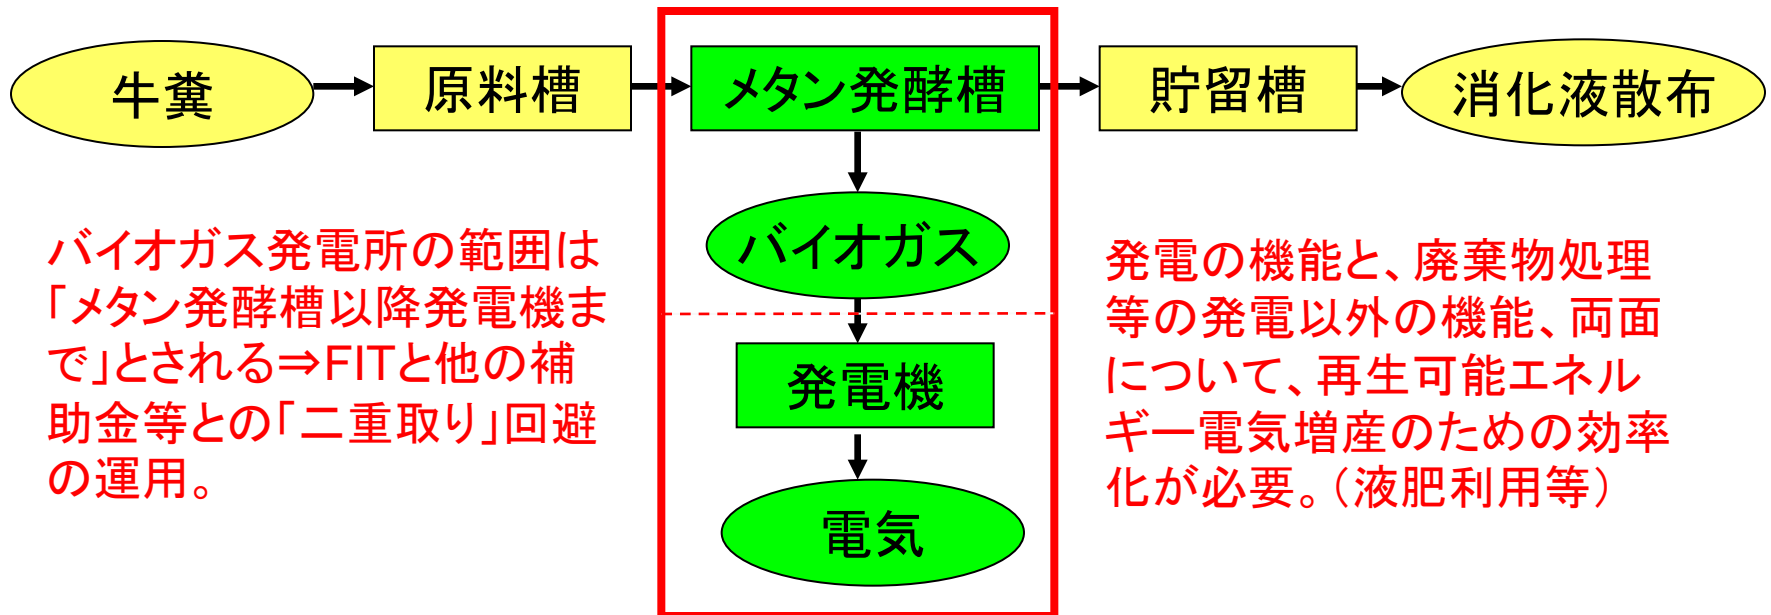 牛糞
原料槽
メタン発酵槽
貯留槽
消化液散布
バイオガス
発電機
電気
バイオガス発電所の範囲は
「メタン発酵槽以降発電機ま
で」とされる⇒FITと他の補
助金等との「二重取り」回避
の運用。
発電の機能と、廃棄物処理
等の発電以外の機能、両面
について、再生可能エネル
ギー電気増産のための効率
化が必要。（液肥利用等）